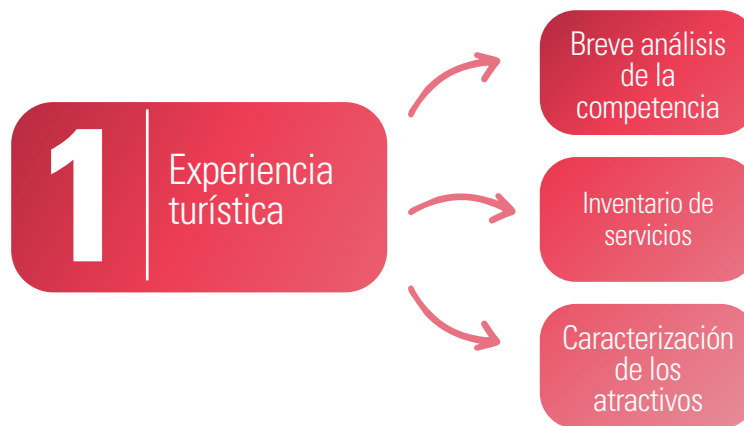 1
Experiencia
turística
Breve análisis
de la
competencia
Inventario de
servicios
Caracterización
de los
atractivos